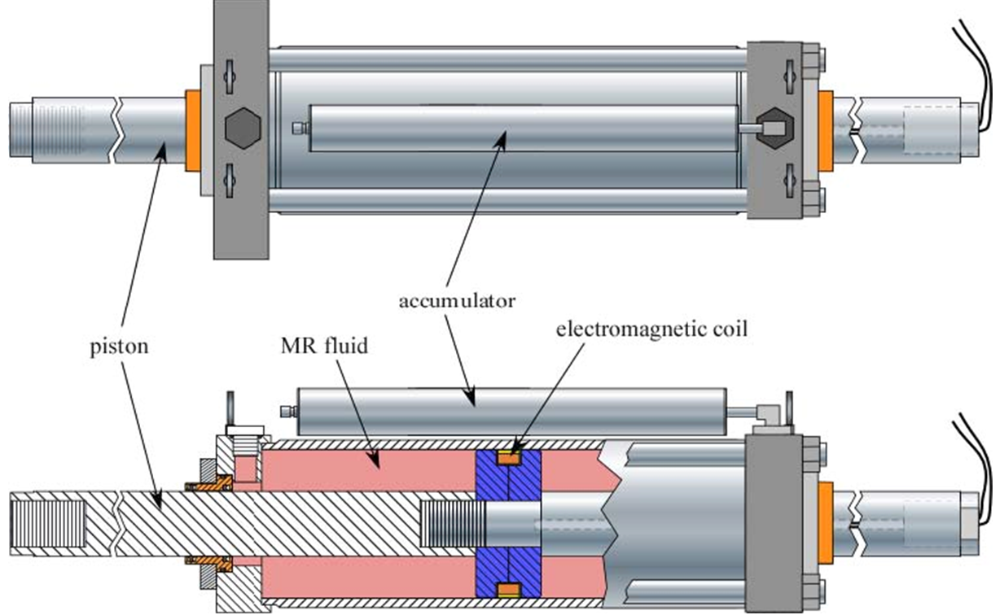 accumulator
electromagnetic coil
piston
MR fluid